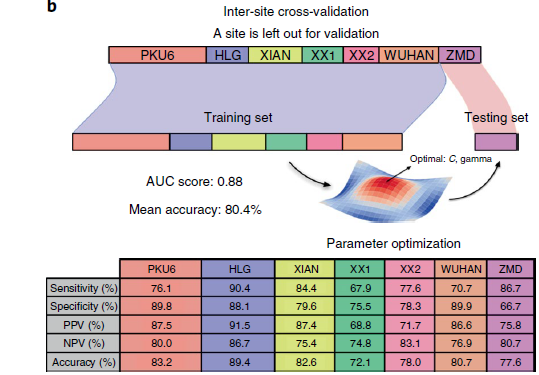 b
Inter-site cross-validation
A site is left out for validation
PKU6 HLG XIAN XX1 XX2 WUHAN ZMD
Training set Testing set
Optimal: C, gamma
AUC score: 0.88
Mean accuracy: 80.4%
Parameter optimization
PKU6 HLG XIAN XX1 XX2 WUHAN ZMD
Sensitivity (%) 76.1 90.4 84.4 67.9 77.6 70.7 86.7
Specificity (%) 89.8 88.1 79.6 75.5 78.3 89.9 66.7
PPV (%) 87.5 91.5 87.4 68.8 71.7 86.6 75.8
NPV (%) 80.0 86.7 75.4 74.8 83.1 76.9 80.7
Accuracy (%) 83.2 89.4 82.6 72.1 78.0 80.7 77.6